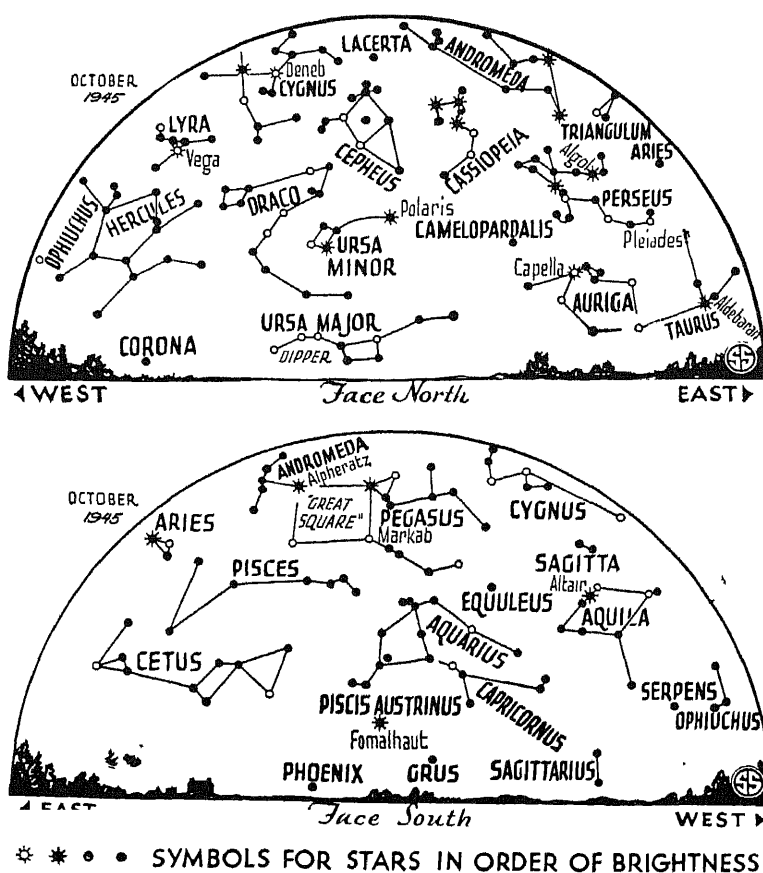 OCTOBER
1945
LACERTA
ANDROMEDA
Deneb
CYGNUS
LYRA
Vega
CEPHEUS
CASSIOPEIA
TRIANGULUM
ARIES
Algol
PERSEUS
Pleiades
OPHIUCHUS
HERCULES
DRACO
Polaris
CAMELOPARDALIS
URSA
MINOR
Capella
AURIGA
Aldebaran
TAURUS
URSA MAJOR
DIPPER
CORONA
WEST
Face North
EAST
OCTOBER
1945
ANDROMEDA
Alpheratz
"GREAT
SQUARE"
PEGASUS
Markab
CYGNUS
ARIES
PISCES
SAGITTA
Altair
EQUULEUS
AQUILA
AQUARIUS
CETUS
PISCIS AUSTRINUS
Fomalhaut
CAPRICORNUS
SERPENS
OPHIUCHUS
PHOENIX
GRUS
SAGITTARIUS
EAST
Face South
WEST
SYMBOLS FOR STARS IN ORDER OF BRIGHTNESS